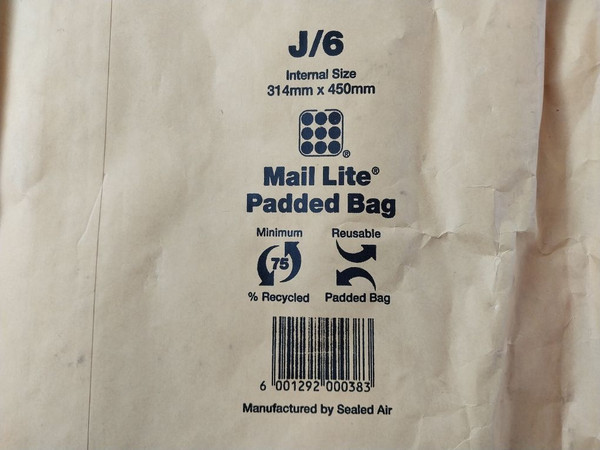 J/6
Internal Size
314mm x 450mm
®
Mail Lite®
Padded Bag
Minimum Reusable
75
% Recycled Padded Bag
6 001292 000383
Manufactured by Sealed Air